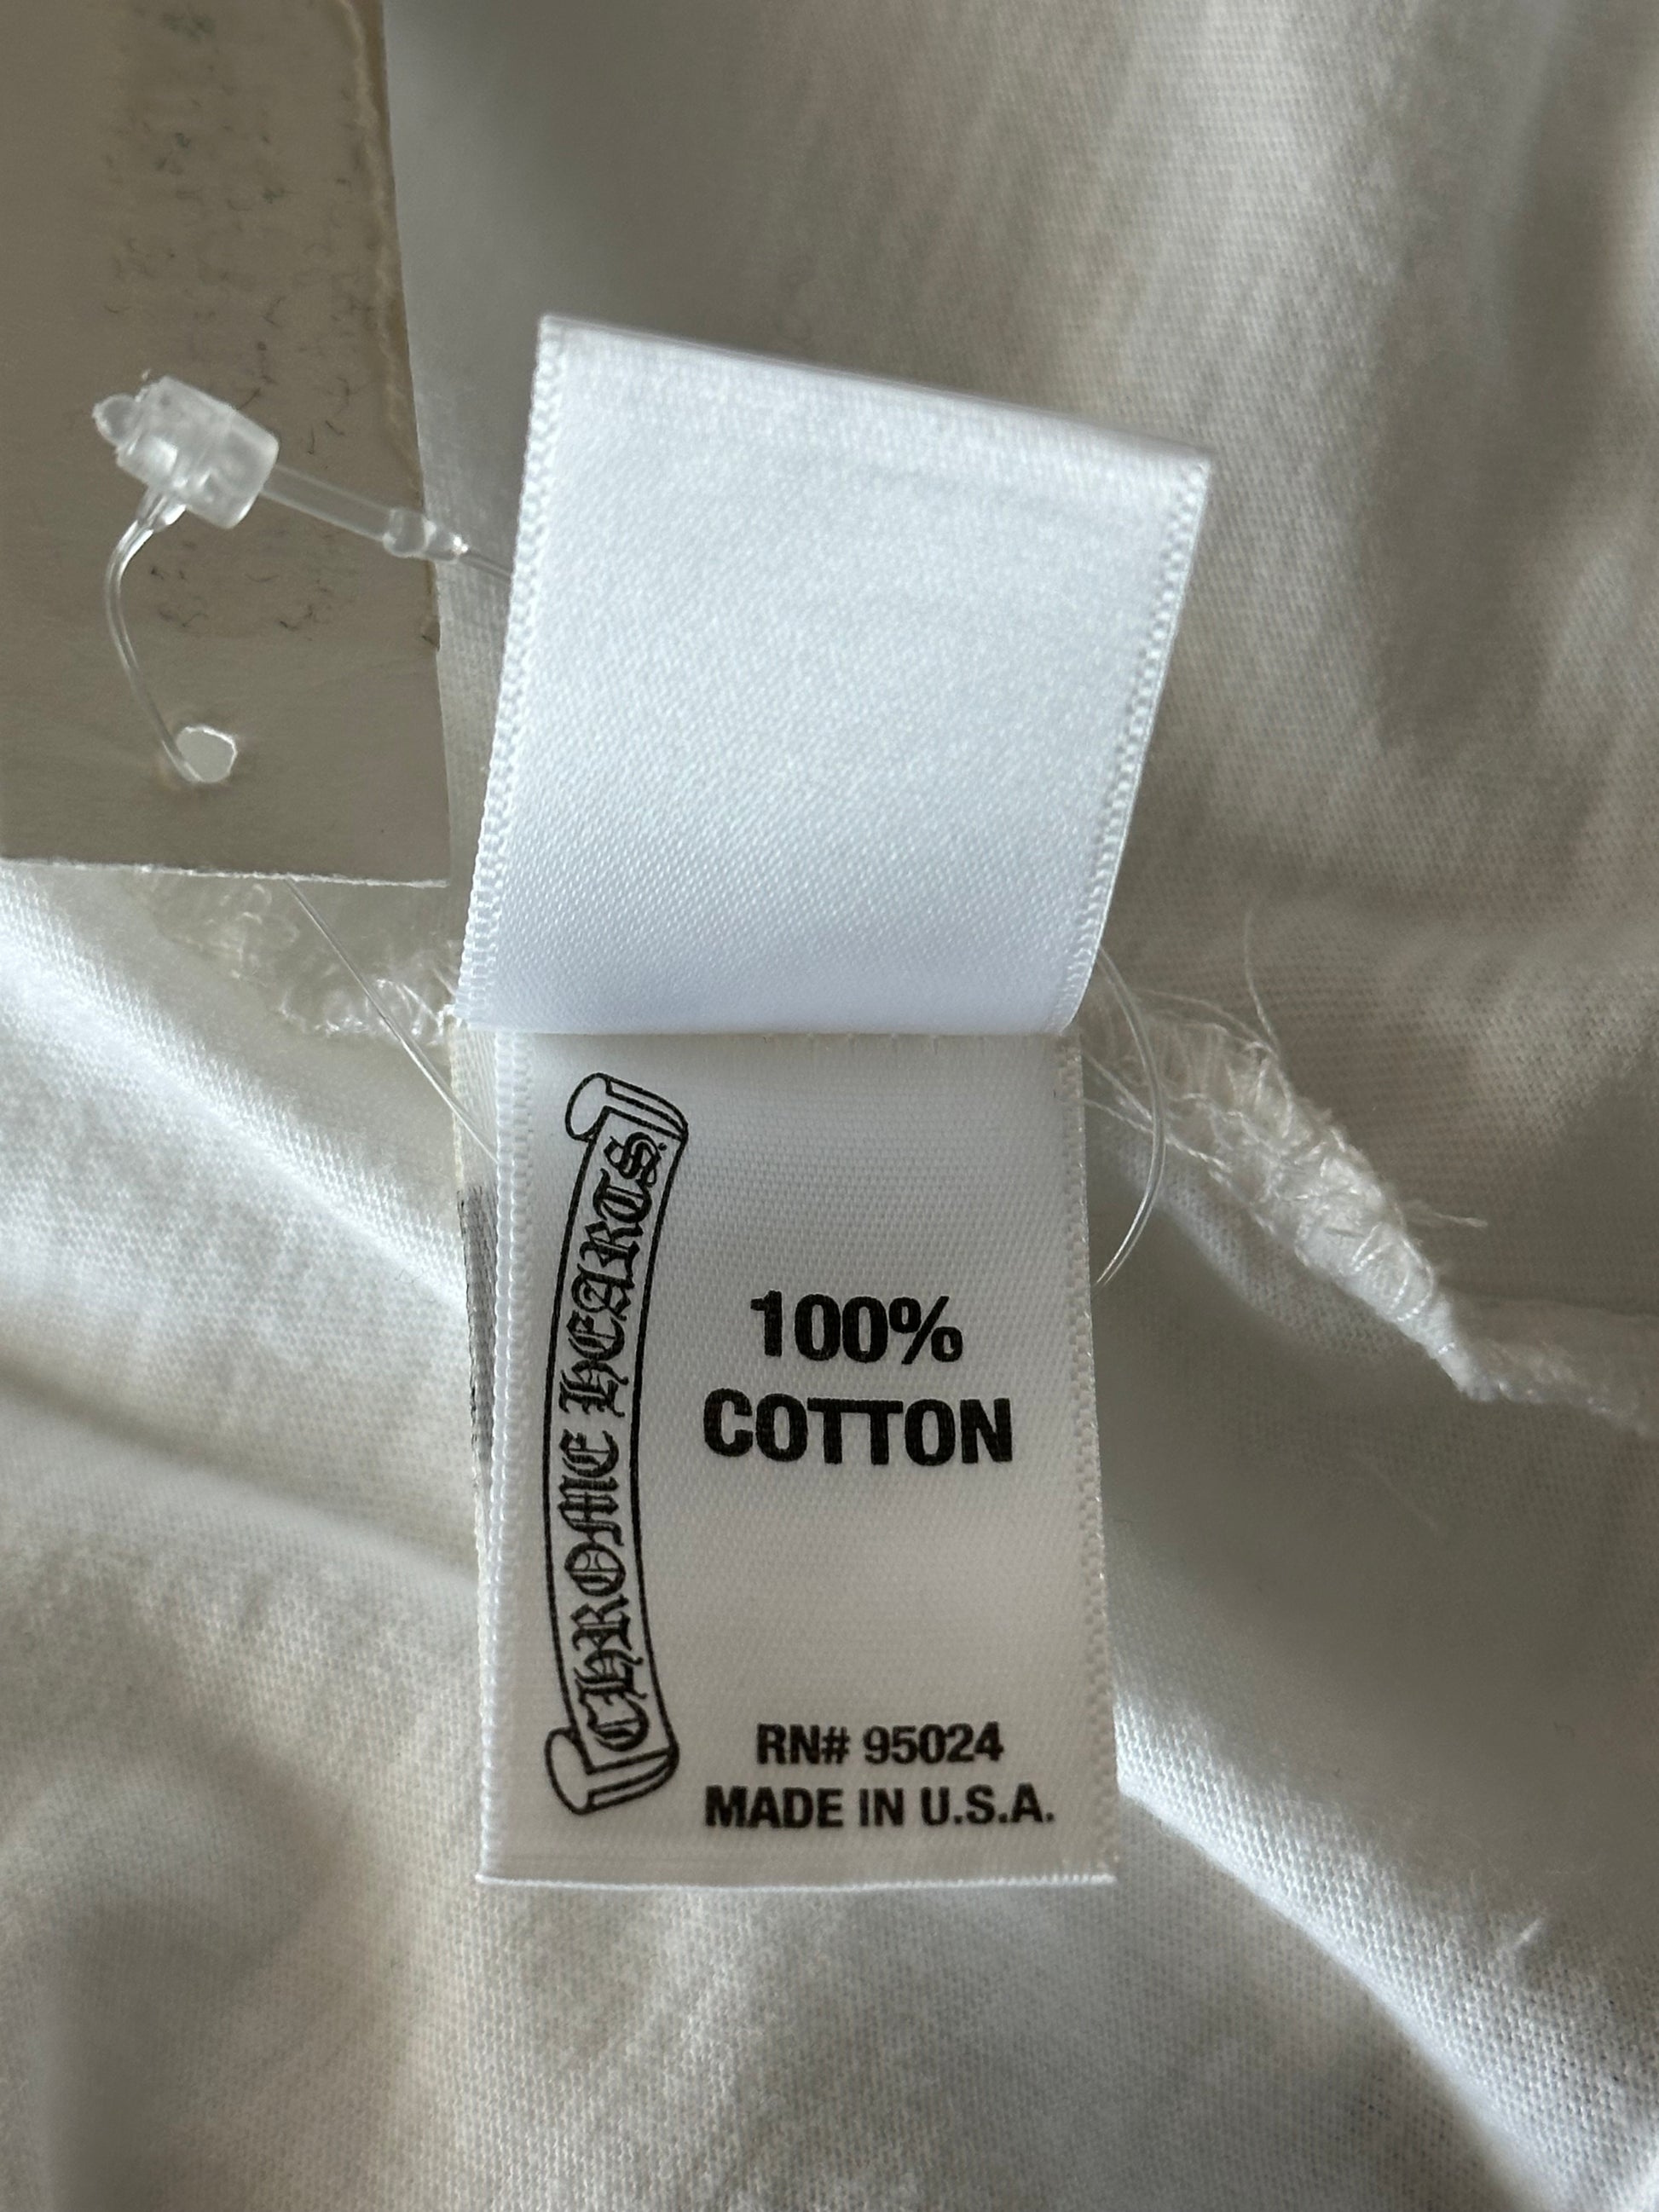 CHROME HEARTS
100%
COTTON
RN# 95024
MADE IN U.S.A.